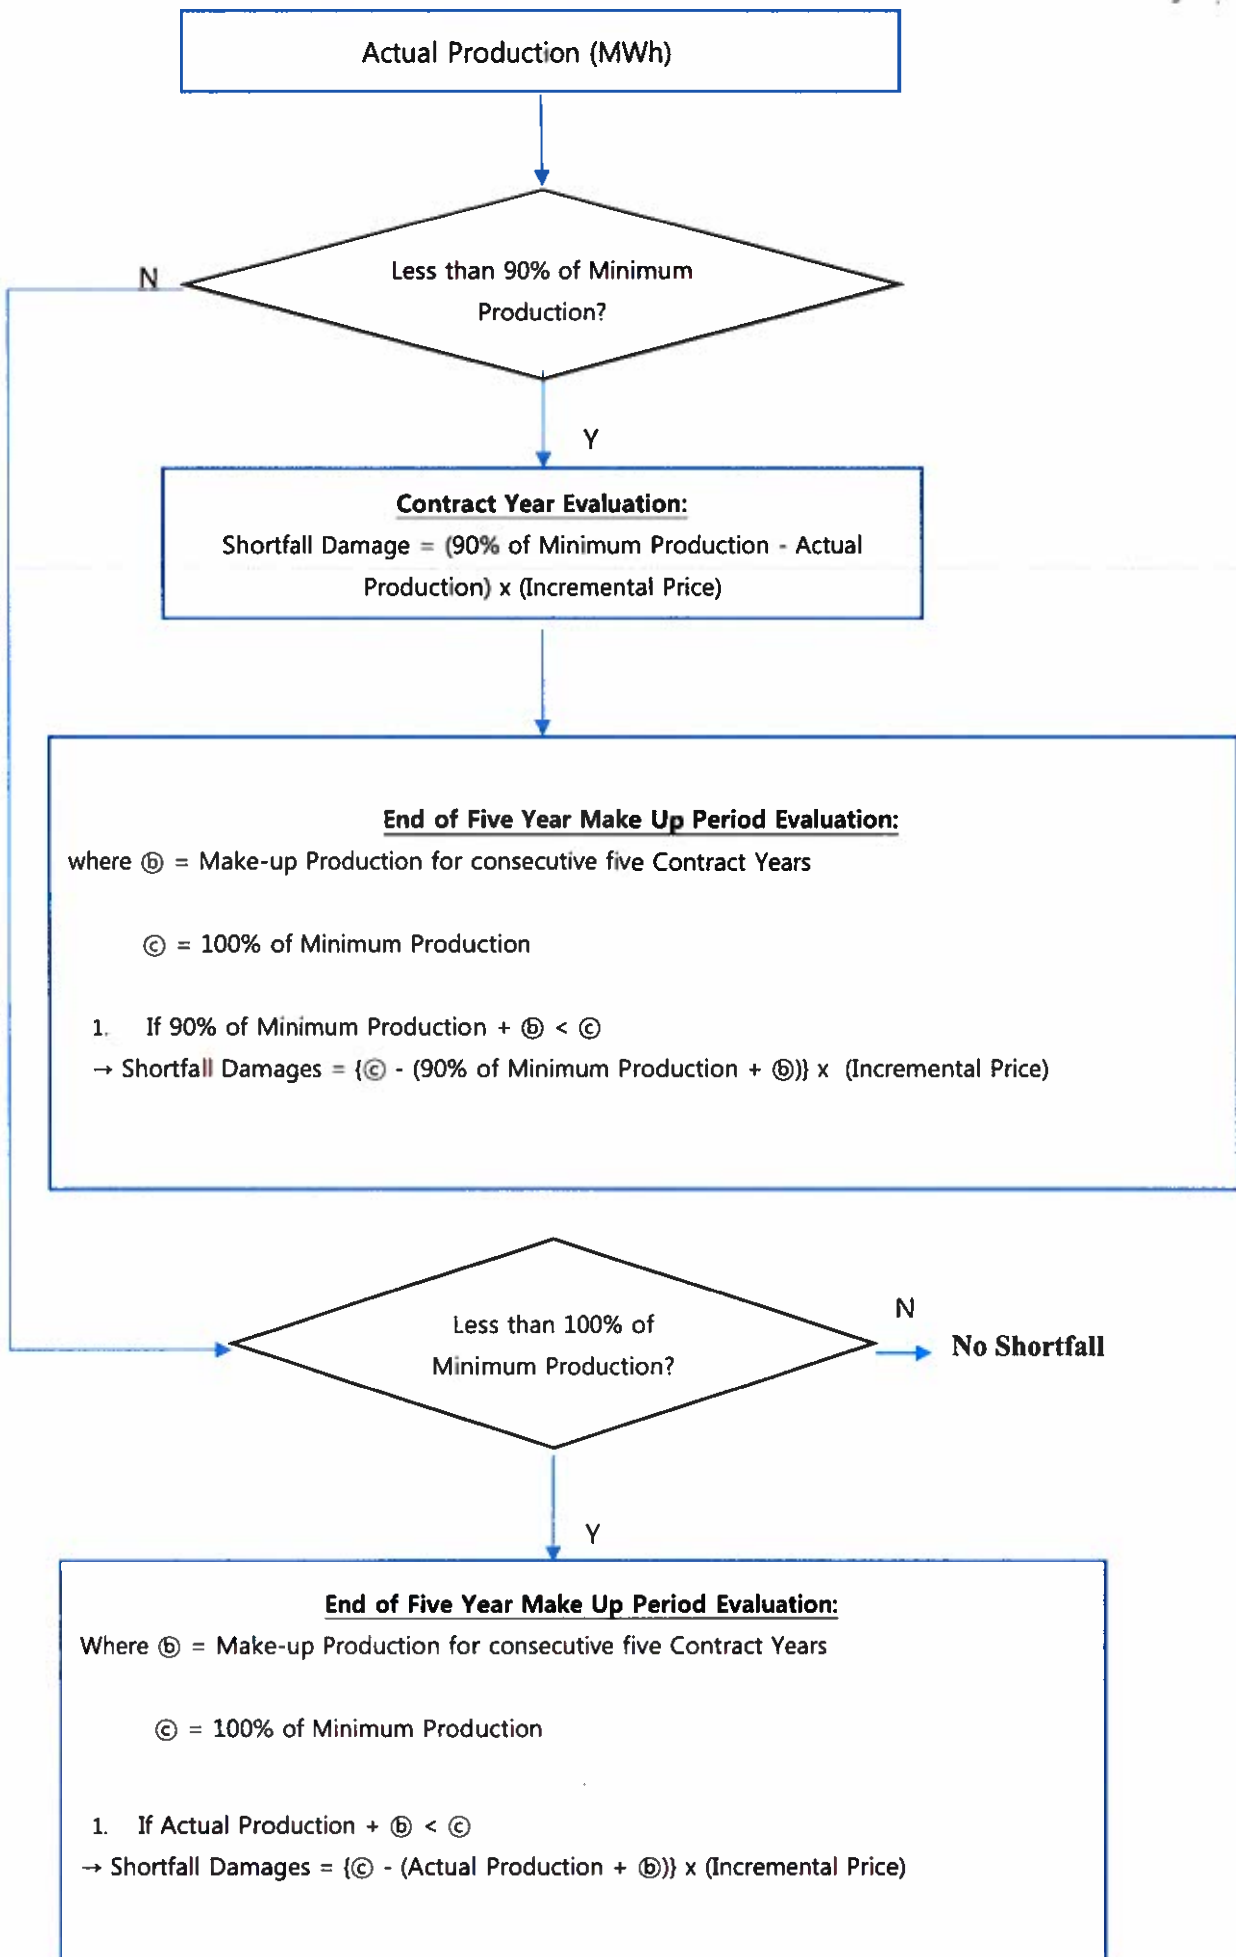 Actual Production (MWh)
Less than 90% of Minimum
Production?
N
Y
Contract Year Evaluation:
Shortfall Damage = (90% of Minimum Production - Actual
Production) x (Incremental Price)
End of Five Year Make Up Period Evaluation:
where ⓑ = Make-up Production for consecutive five Contract Years
ⓒ = 100% of Minimum Production
1. If 90% of Minimum Production + ⓑ < ⓒ
→ Shortfall Damages = {ⓒ - (90% of Minimum Production + ⓑ)} x (Incremental Price)
Less than 100% of
Minimum Production?
N
No Shortfall
Y
End of Five Year Make Up Period Evaluation:
Where ⓑ = Make-up Production for consecutive five Contract Years
ⓒ = 100% of Minimum Production
1. If Actual Production + ⓑ < ⓒ
→ Shortfall Damages = {ⓒ - (Actual Production + ⓑ)} x (Incremental Price)